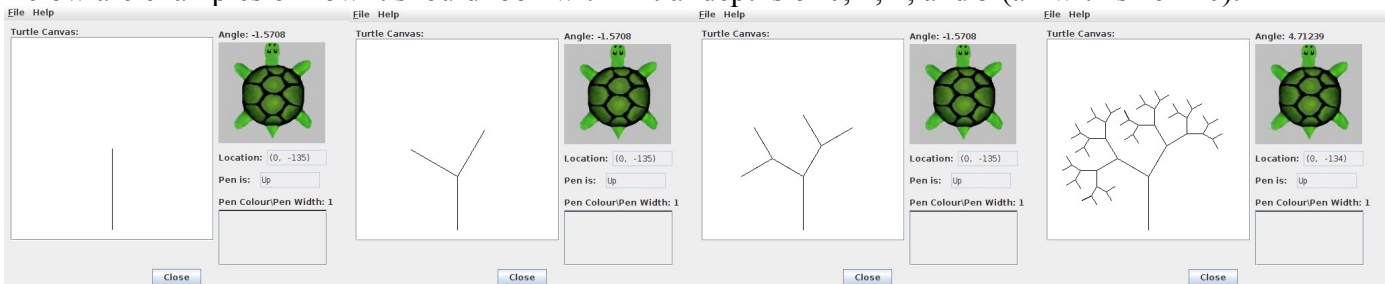 File Help
Turtle Canvas:
Angle: -1.5708
Location: (0, -135)
Pen is: Up
Pen Colour\Pen Width: 1
Close
File Help
Turtle Canvas:
Angle: -1.5708
Location: (0, -135)
Pen is: Up
Pen Colour\Pen Width: 1
Close
File Help
Turtle Canvas:
Angle: -1.5708
Location: (0, -135)
Pen is: Up
Pen Colour\Pen Width: 1
Close
File Help
Turtle Canvas:
Angle: 4.71239
Location: (0, -134)
Pen is: Up
Pen Colour\Pen Width: 1
Close